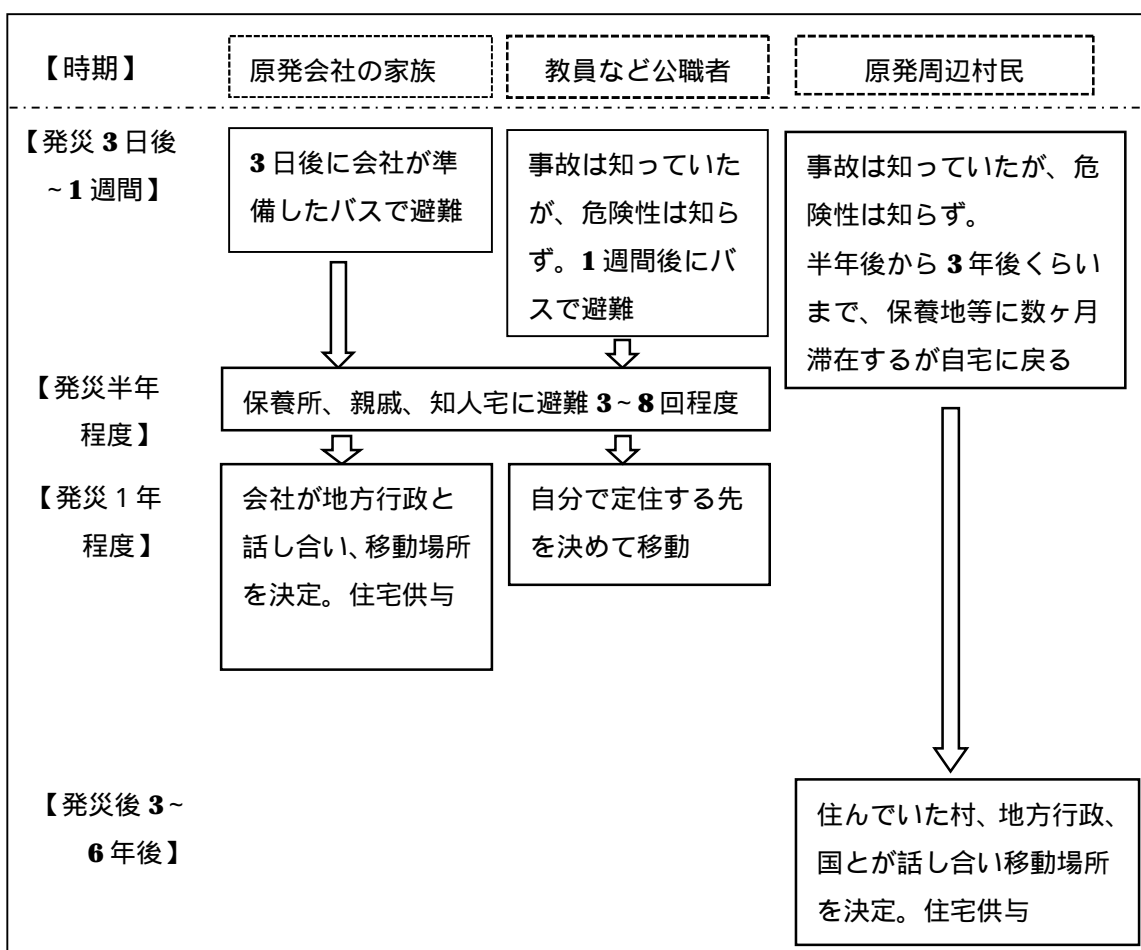 【時期】
原発会社の家族
教員など公職者
原発周辺村民
【発災3日後
~1週間】
3日後に会社が準
備したバスで避難
事故は知っていた
が、危険性は知ら
ず。1週間後にバ
スで避難
事故は知っていたが、危
険性は知らず。
半年後から3年後くらい
まで、保養地等に数ヶ月
滞在するが自宅に戻る
【発災半年
程度】
保養所、親戚、知人宅に避難3~8回程度
【発災1年
程度】
会社が地方行政と
話し合い、移動場所
を決定。住宅供与
自分で定住する先
を決めて移動
【発災後3~
6年後】
住んでいた村、地方行政、
国とが話し合い移動場所
を決定。住宅供与